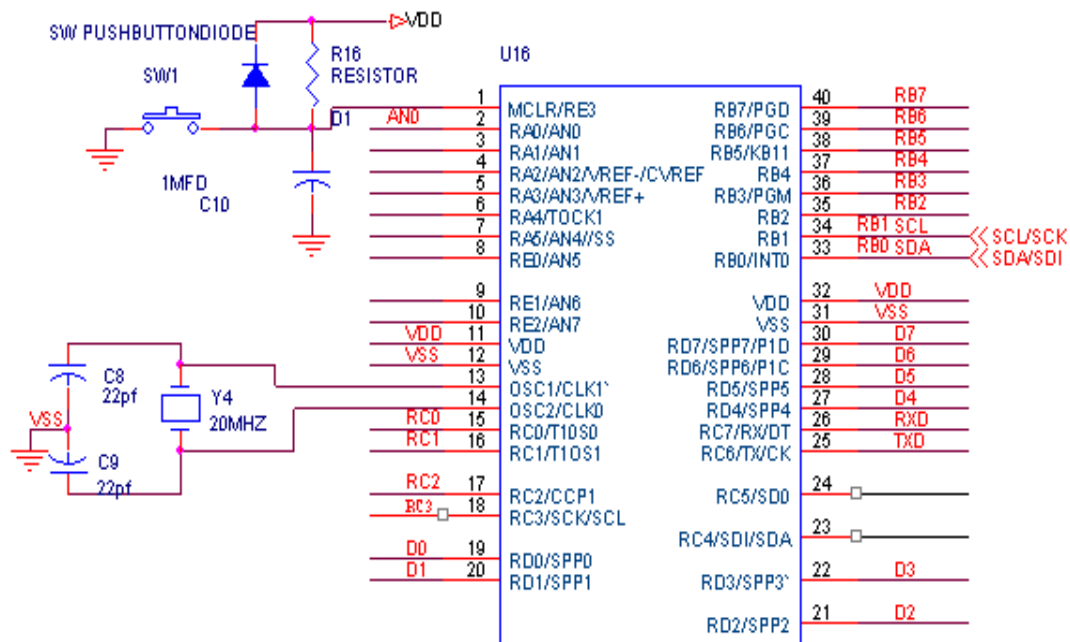 VDD
SW PUSHBUTTONDIODE
R16
RESISTOR
U16
SW1
D1
1MFD
C10
AN0
1 MCLR/RE3
2 RA0/AN0
3 RA1/AN1
4 RA2/AN2/VREF-/CVREF
5 RA3/AN3/VREF+
6 RA4/TOCK1
7 RA5/AN4//SS
8 RE0/AN5
9 RE1/AN6
10 RE2/AN7
VDD 11 VDD
VSS 12 VSS
13 OSC1/CLK1`
14 OSC2/CLK0
RC0 15 RC0/T1OS0
RC1 16 RC1/T1OS1
RC2 17 RC2/CCP1
RC3 18 RC3/SCK/SCL
D0 19 RD0/SPP0
D1 20 RD1/SPP1
RB7/PGD 40 RB7
RB6/PGC 39 RB6
RB5/KB11 38 RB5
RB4 37 RB4
RB3/PGM 36 RB3
RB2 35 RB2
RB1 34 RB1 SCL SCL/SCK
RB0/INT0 33 RB0 SDA SDA/SDI
VDD 32 VDD
VSS 31 VSS
RD7/SPP7/P1D 30 D7
RD6/SPP6/P1C 29 D6
RD5/SPP5 28 D5
RD4/SPP4 27 D4
RC7/RX/DT 26 RXD
RC6/TX/CK 25 TXD
RC5/SD0 24
RC4/SDI/SDA 23
RD3/SPP3` 22 D3
RD2/SPP2 21 D2
C8
22pf
Y4
20MHZ
VSS
C9
22pf